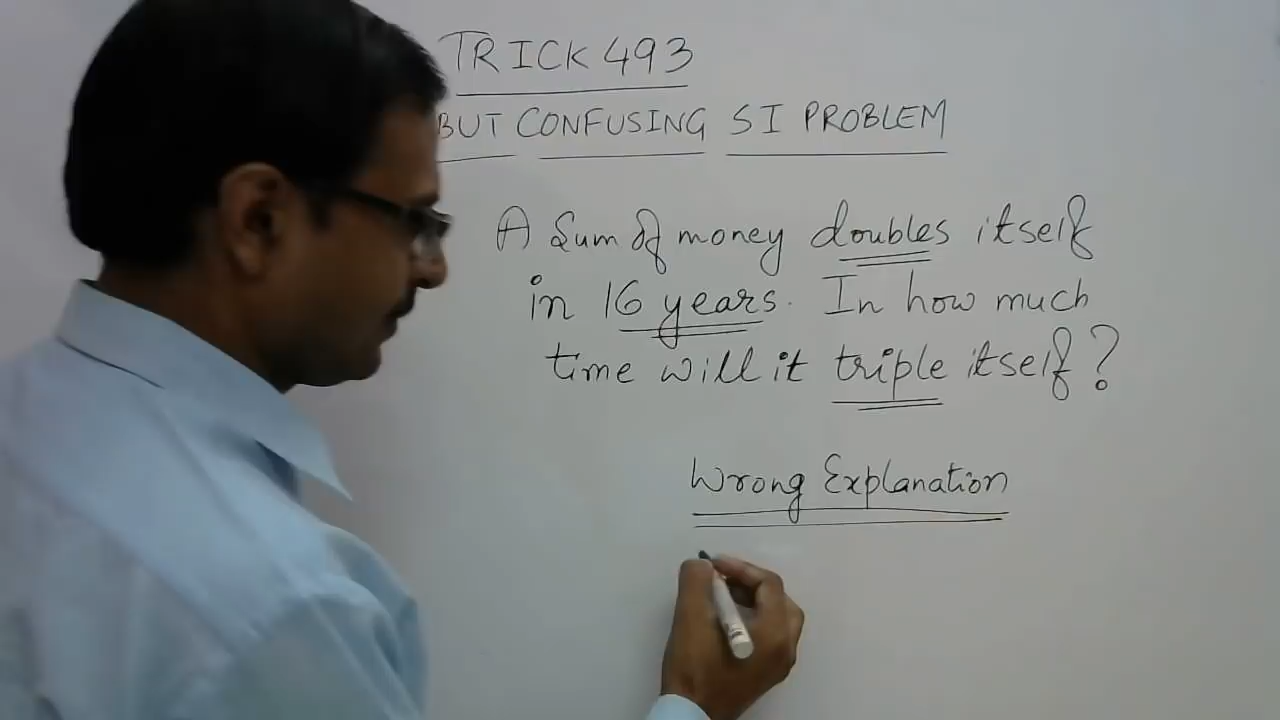 TRICK 493
BUT CONFUSING SI PROBLEM
A Sum of money doubles itself
in 16 years. In how much
time will it triple itself?
Wrong Explanation